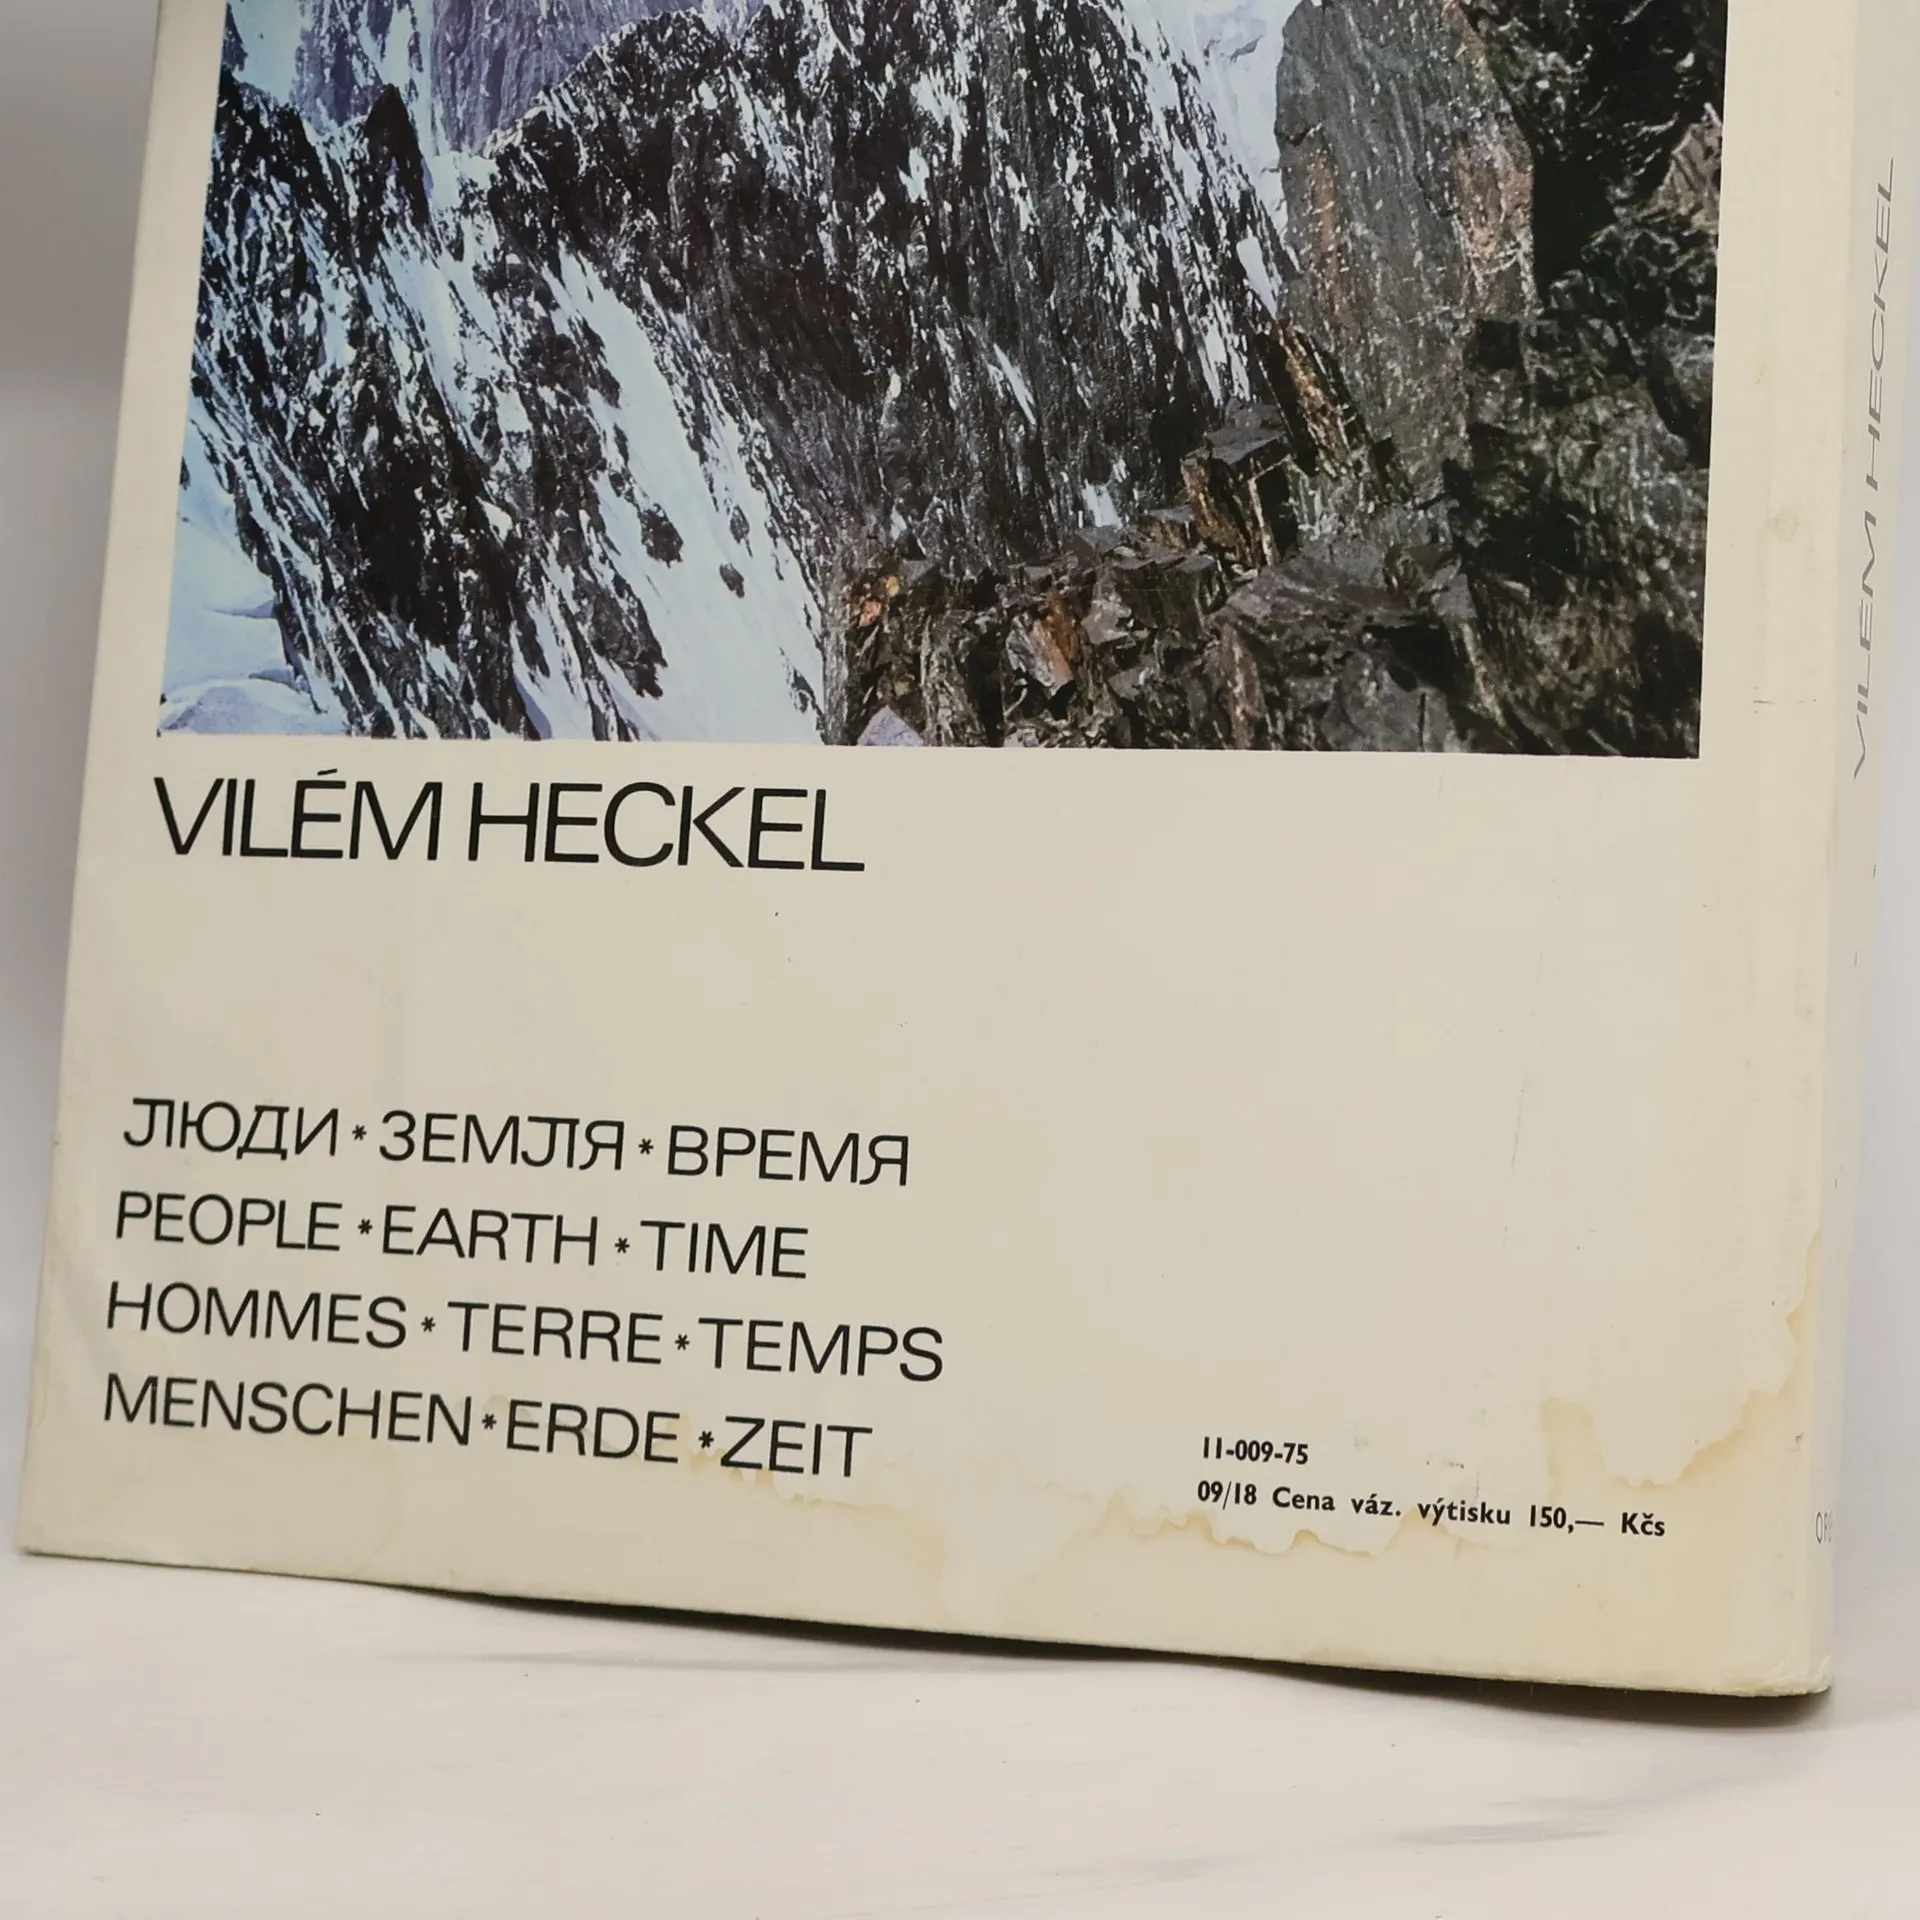 VILÉM HECKEL
ЛЮДИ * ЗЕМЛЯ * ВРЕМЯ
PEOPLE * EARTH * TIME
HOMMES * TERRE * TEMPS
MENSCHEN * ERDE * ZEIT
11-009-75
09/18 Cena váz. výtisku 150,— Kčs
VILÉM HECKEL